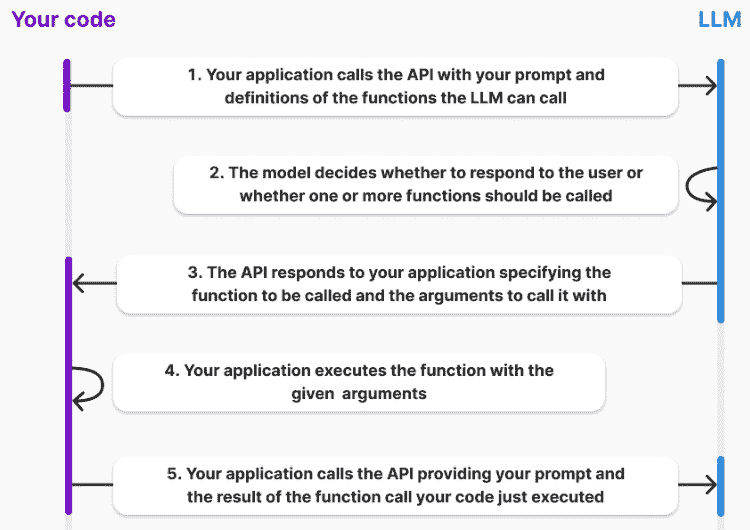 Your code
LLM
1. Your application calls the API with your prompt and
definitions of the functions the LLM can call
2. The model decides whether to respond to the user or
whether one or more functions should be called
3. The API responds to your application specifying the
function to be called and the arguments to call it with
4. Your application executes the function with the
given arguments
5. Your application calls the API providing your prompt and
the result of the function call your code just executed